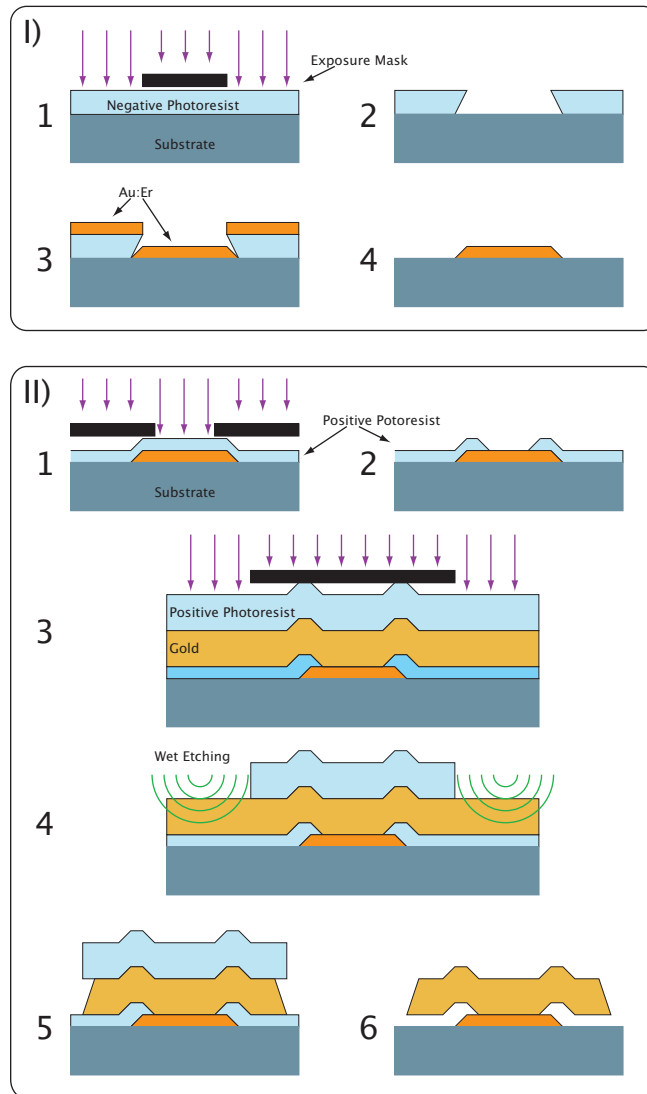 I)
Exposure Mask
1
Negative Photoresist
Substrate
2
Au:Er
3
4
II)
Positive Potoresist
1
Substrate
2
3
Positive Photoresist
Gold
Wet Etching
4
5
6